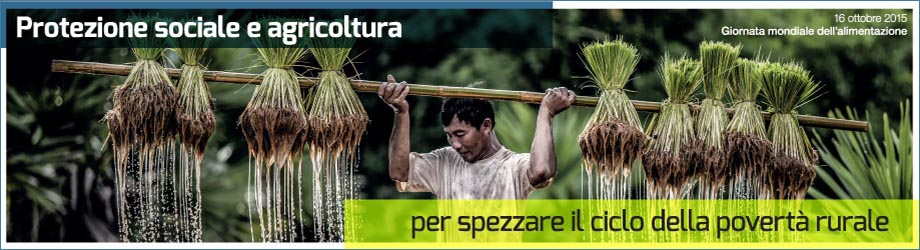 Protezione sociale e agricoltura
16 ottobre 2015
Giornata mondiale dell'alimentazione
per spezzare il ciclo della povertà rurale